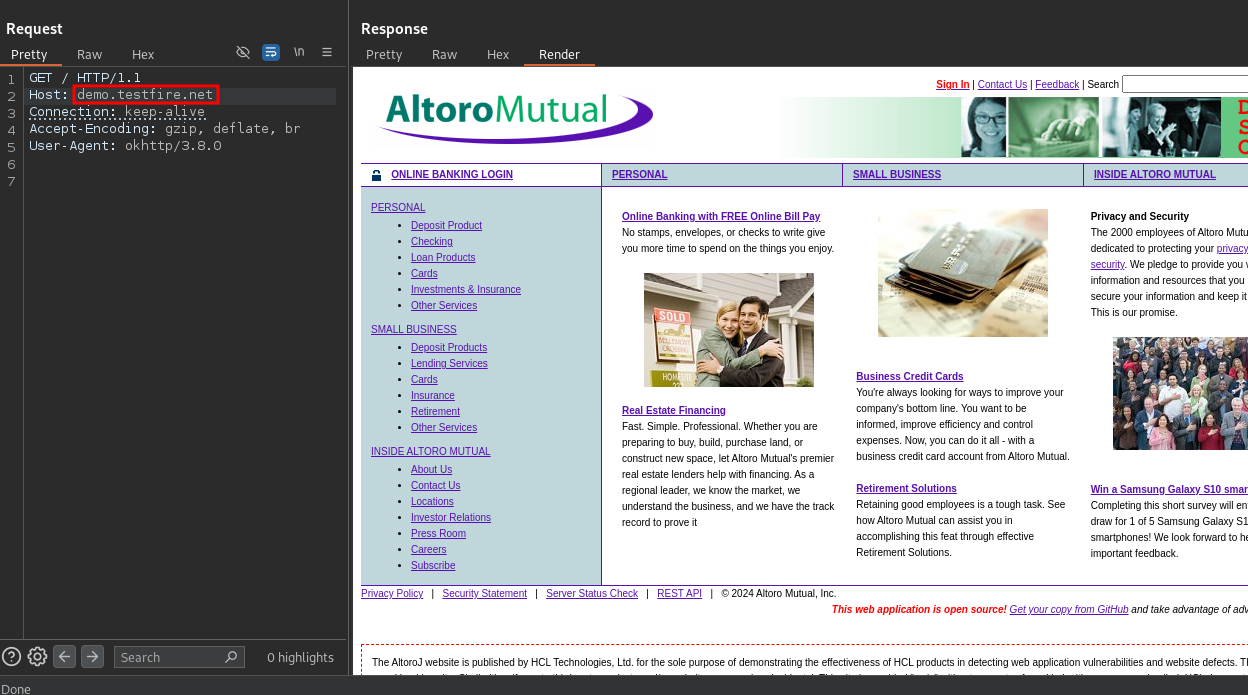 Request
Pretty Raw Hex \n
1 GET / HTTP/1.1
2 Host: demo.testfire.net
3 Connection: keep-alive
4 Accept-Encoding: gzip, deflate, br
5 User-Agent: okhttp/3.8.0
6
7
Search 0 highlights
Done
Response
Pretty Raw Hex Render
Sign In | Contact Us | Feedback | Search
AltoroMutual
ONLINE BANKING LOGIN
PERSONAL
SMALL BUSINESS
INSIDE ALTORO MUTUAL
PERSONAL
Deposit Product
Checking
Loan Products
Cards
Investments & Insurance
Other Services
SMALL BUSINESS
Deposit Products
Lending Services
Cards
Insurance
Retirement
Other Services
INSIDE ALTORO MUTUAL
About Us
Contact Us
Locations
Investor Relations
Press Room
Careers
Subscribe
Online Banking with FREE Online Bill Pay
No stamps, envelopes, or checks to write give
you more time to spend on the things you enjoy.
SOLD
Real Estate Financing
Fast. Simple. Professional. Whether you are
preparing to buy, build, purchase land, or
construct new space, let Altoro Mutual's premier
real estate lenders help with financing. As a
regional leader, we know the market, we
understand the business, and we have the track
record to prove it
Business Credit Cards
You're always looking for ways to improve your
company's bottom line. You want to be
informed, improve efficiency and control
expenses. Now, you can do it all - with a
business credit card account from Altoro Mutual.
Retirement Solutions
Retaining good employees is a tough task. See
how Altoro Mutual can assist you in
accomplishing this feat through effective
Retirement Solutions.
Privacy and Security
The 2000 employees of Altoro Mutu
dedicated to protecting your privacy
security. We pledge to provide you
information and resources that you
secure your information and keep it
This is our promise.
Win a Samsung Galaxy S10 smar
Completing this short survey will en
draw for 1 of 5 Samsung Galaxy S1
smartphones! We look forward to he
important feedback.
Privacy Policy | Security Statement | Server Status Check | REST API | © 2024 Altoro Mutual, Inc.
This web application is open source! Get your copy from GitHub and take advantage of adv
The AltoroJ website is published by HCL Technologies, Ltd. for the sole purpose of demonstrating the effectiveness of HCL products in detecting web application vulnerabilities and website defects. T